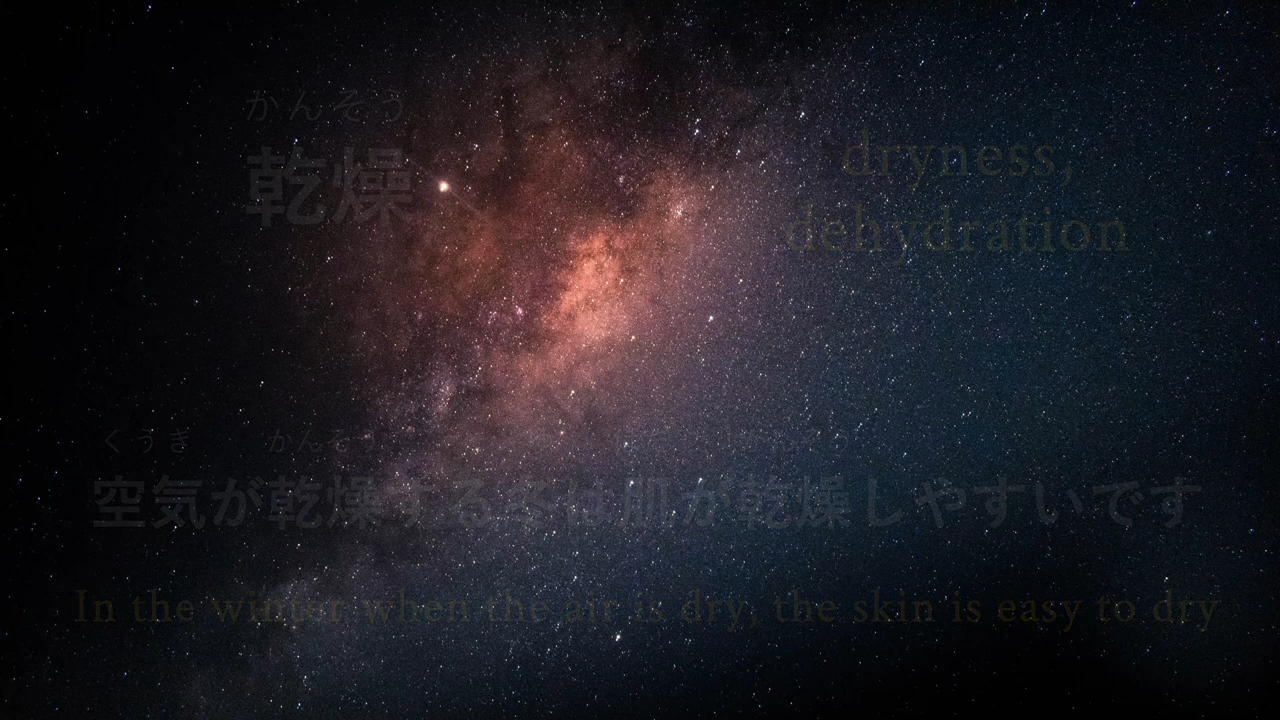 かんそう
乾燥
dryness,
dehydration
くうき かんそう
空気が乾燥する冬は肌が乾燥しやすいです
In the winter when the air is dry, the skin is easy to dry